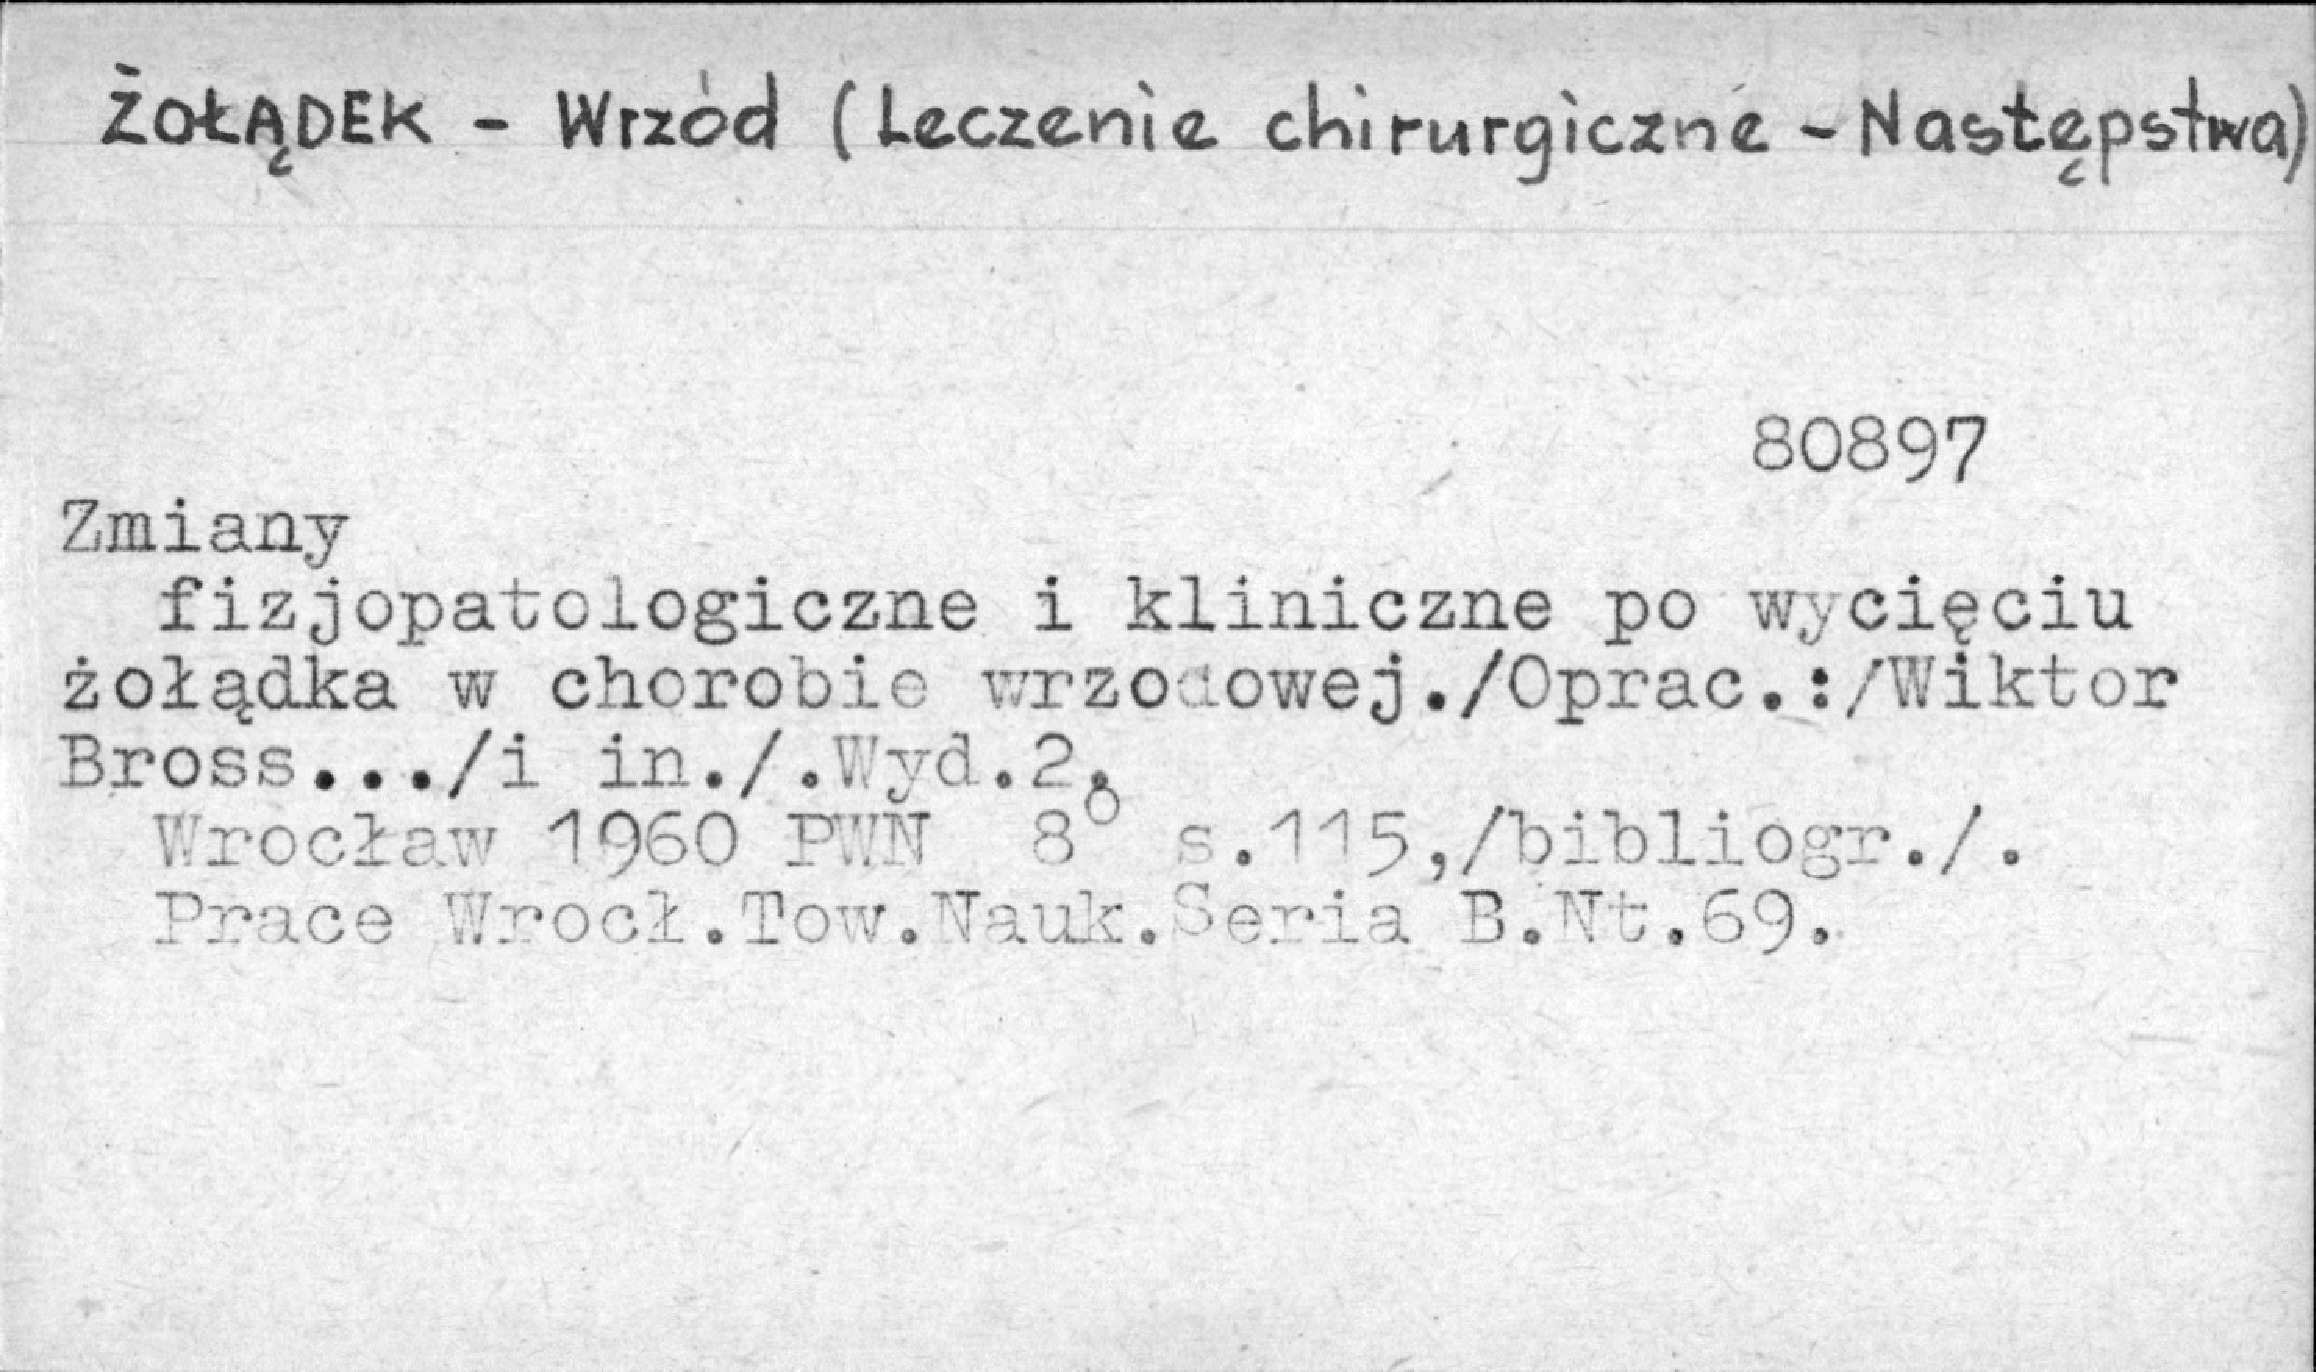 ŻOŁĄDEK - Wrzód (Leczenie chirurgiczne - Następstwa)
80897
Zmiany
fizjopatologiczne i kliniczne po wycięciu
żołądka w chorobie wrzodowej./Oprac.:/Wiktor
Bross.../i in./.Wyd.2.
Wrocław 1960 PWN 8° s.115,/bibliogr./.
Prace Wrocł.Tow.Nauk.Seria B.Nt.69.